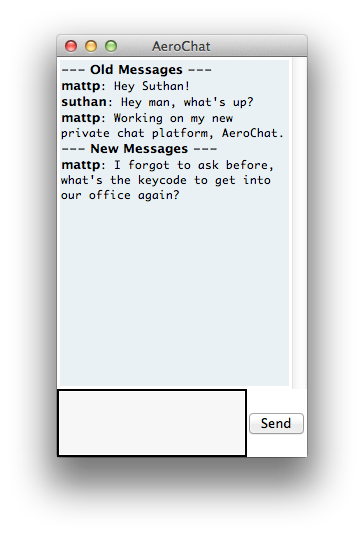 AeroChat
--- Old Messages ---
mattp: Hey Suthan!
suthan: Hey man, what's up?
mattp: Working on my new
private chat platform, AeroChat.
--- New Messages ---
mattp: I forgot to ask before,
what's the keycode to get into
our office again?
Send